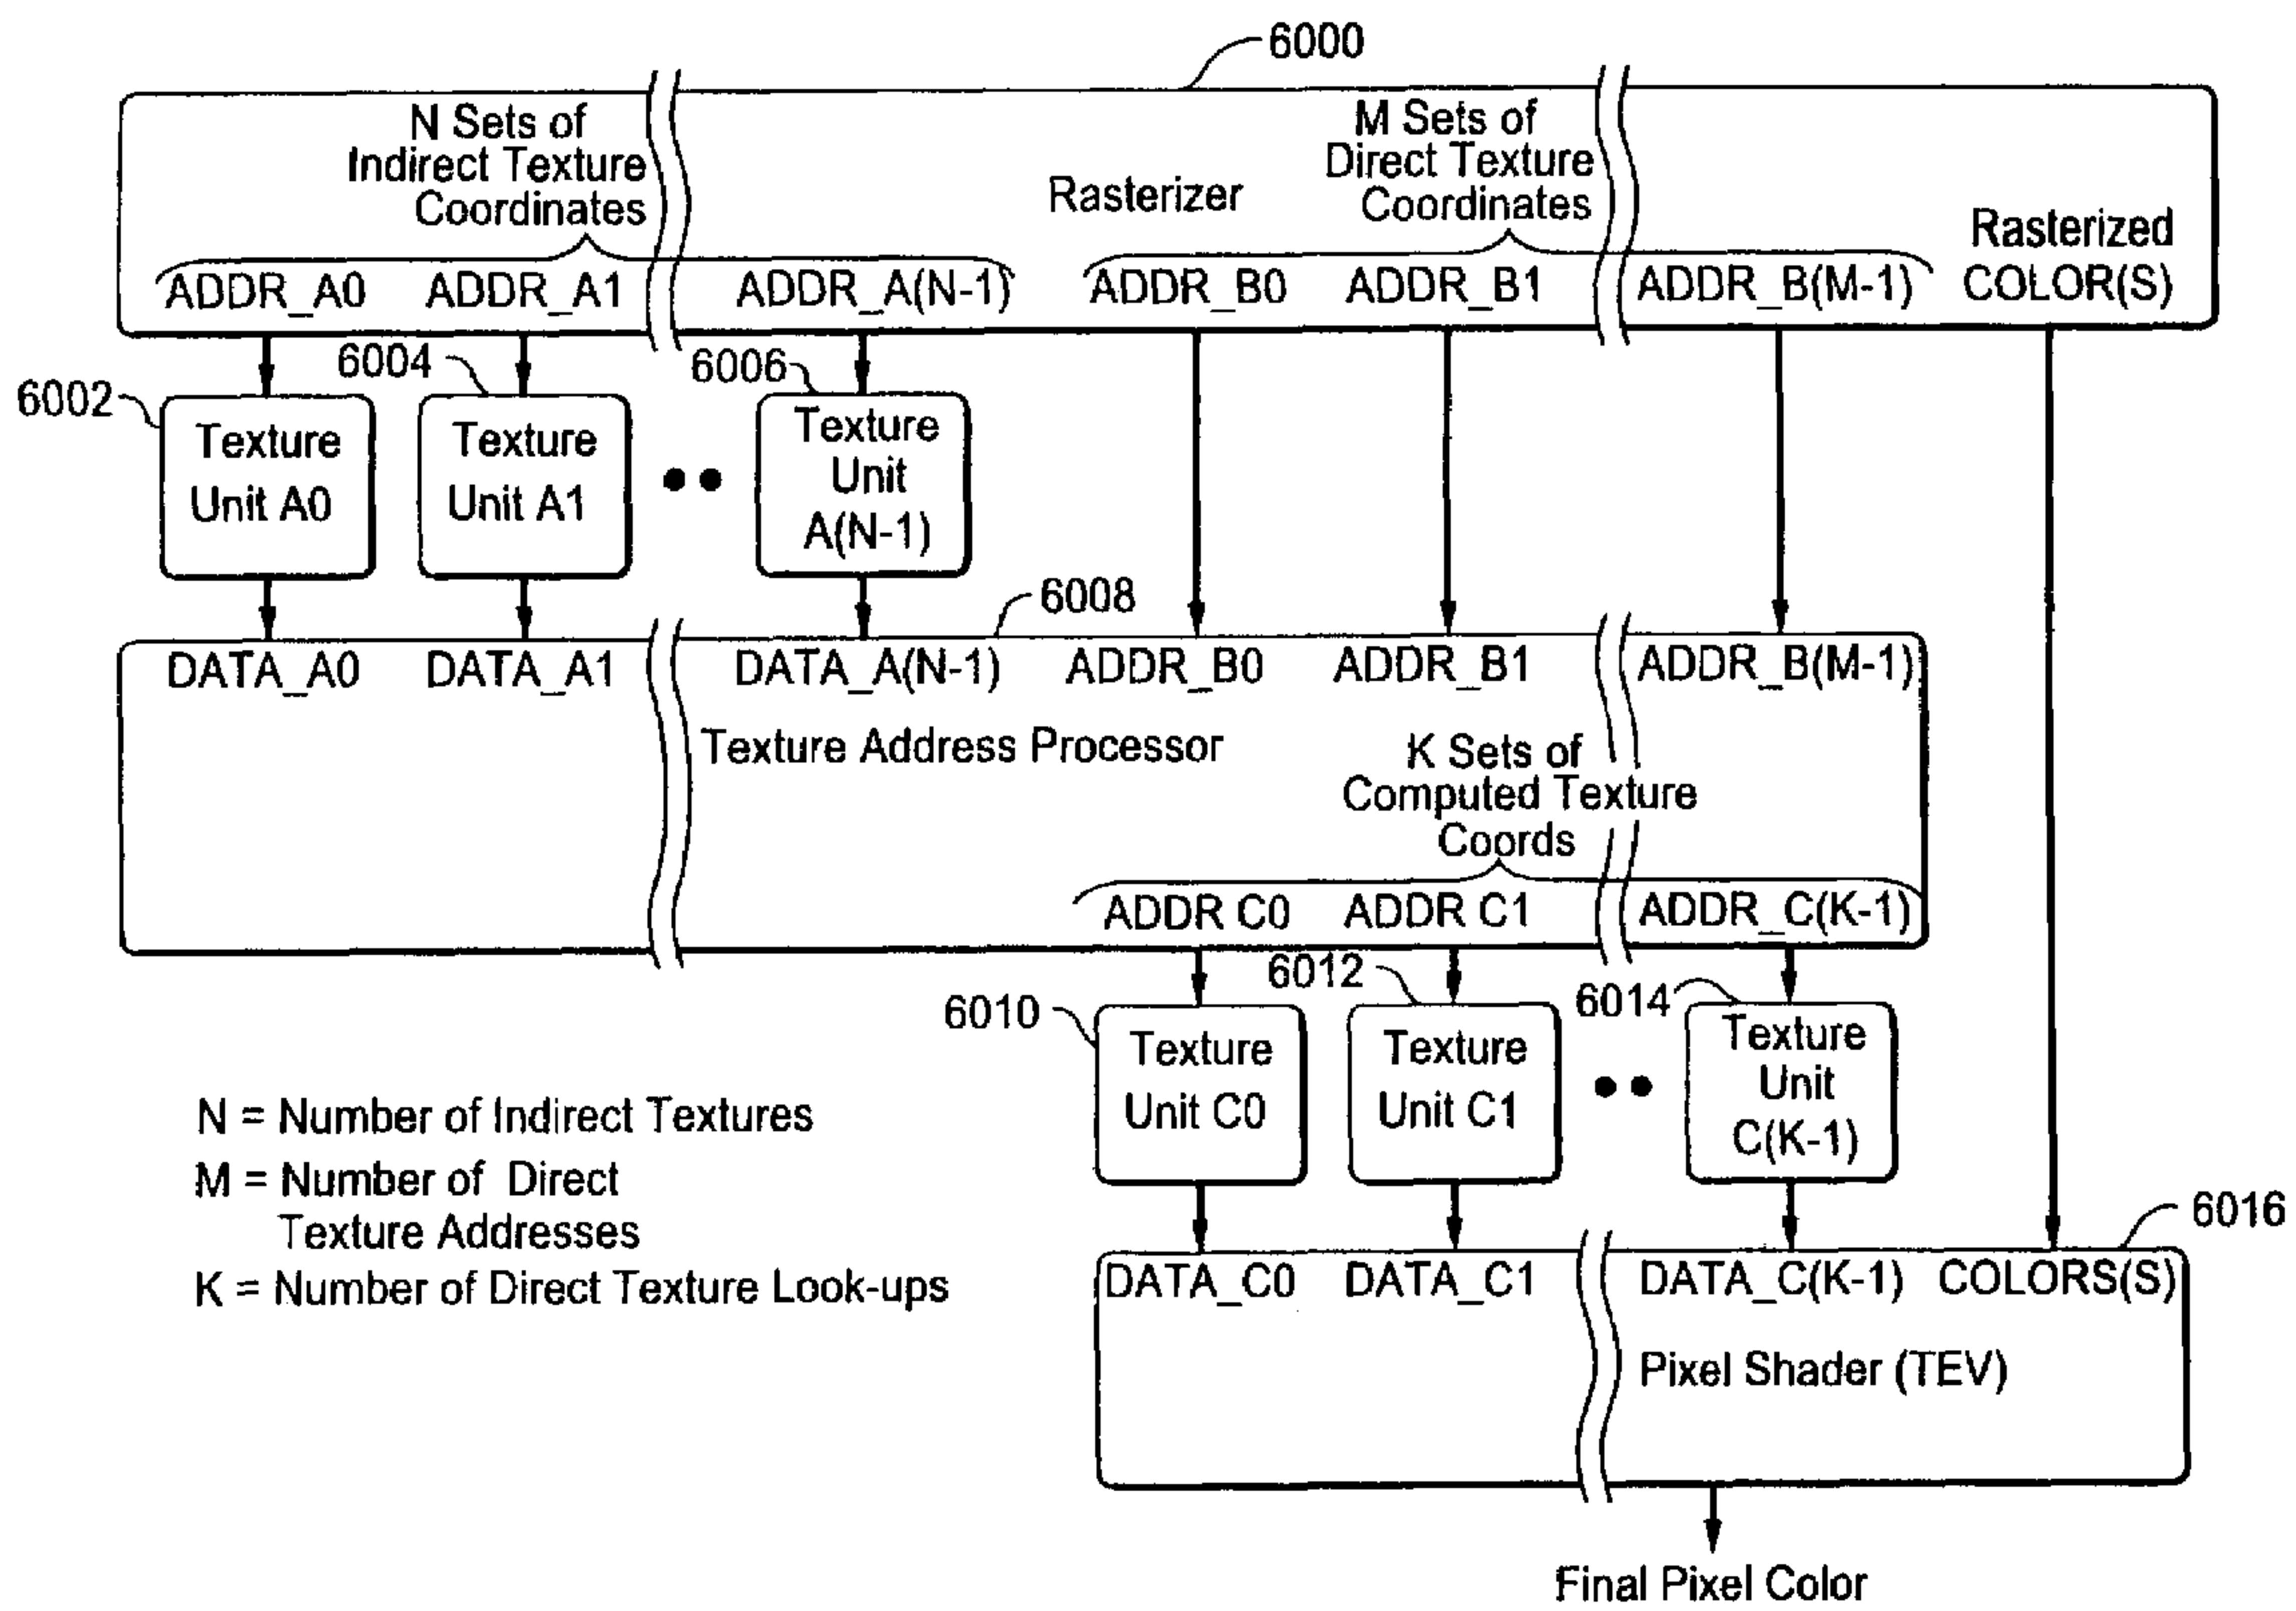 6000
N Sets of
Indirect Texture
Coordinates
M Sets of
Direct Texture
Coordinates
Rasterizer
Rasterized
COLOR(S)
ADDR_A0 ADDR_A1 ADDR_A(N-1) ADDR_B0 ADDR_B1 ADDR_B(M-1)
6002
6004
6006
Texture
Unit A0
Texture
Unit A1
Texture
Unit
A(N-1)
6008
DATA_A0 DATA_A1 DATA_A(N-1) ADDR_B0 ADDR_B1 ADDR_B(M-1)
Texture Address Processor
K Sets of
Computed Texture
Coords
ADDR C0 ADDR C1 ADDR_C(K-1)
6010
6012
6014
Texture
Unit C0
Texture
Unit C1
Texture
Unit
C(K-1)
N = Number of Indirect Textures
M = Number of Direct
Texture Addresses
K = Number of Direct Texture Look-ups
6016
DATA_C0 DATA_C1 DATA_C(K-1) COLORS(S)
Pixel Shader (TEV)
Final Pixel Color